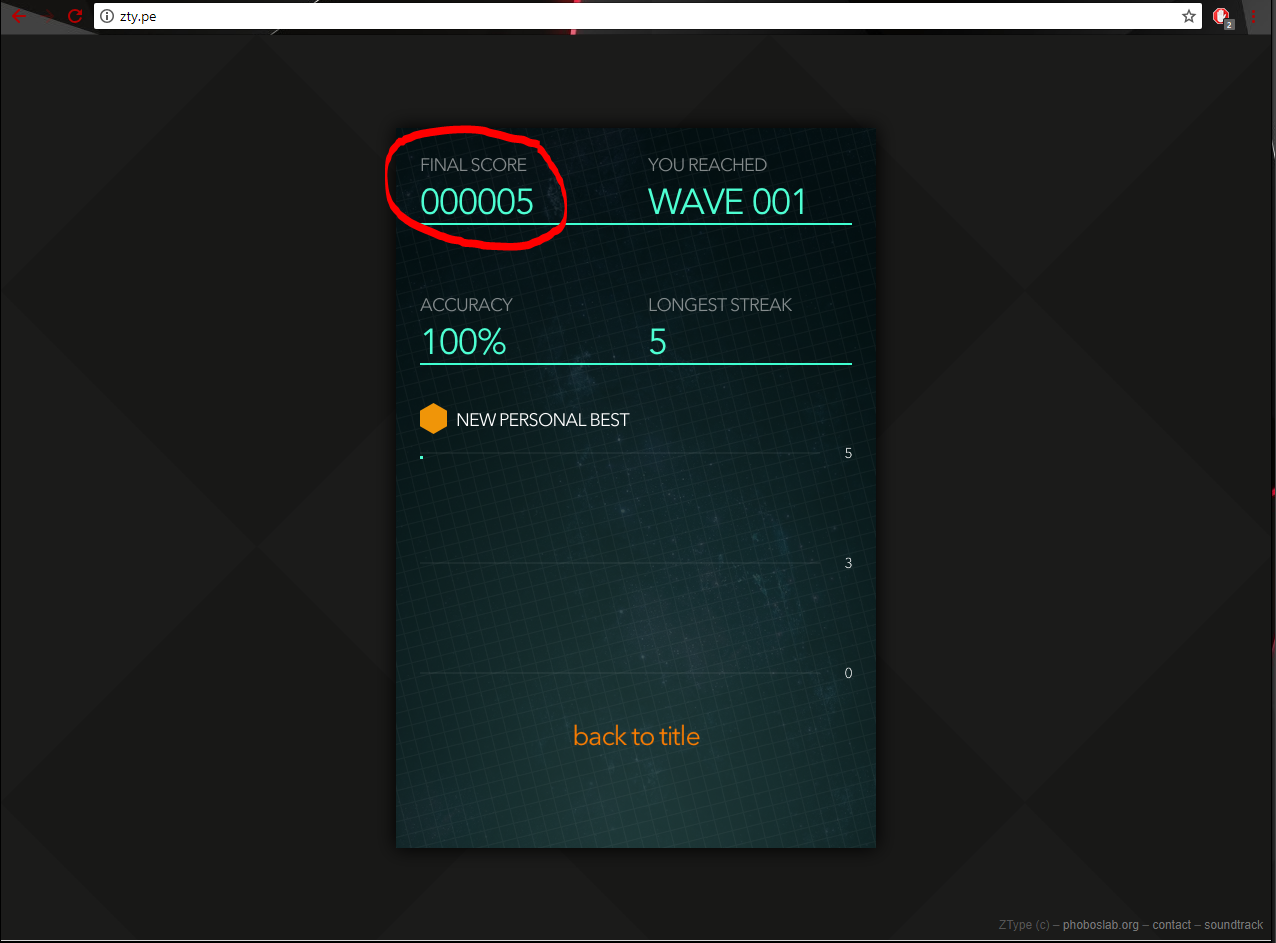 zty.pe
2
FINAL SCORE
000005
YOU REACHED
WAVE 001
ACCURACY
100%
LONGEST STREAK
5
NEW PERSONAL BEST
5
3
0
back to title
ZType (c) – phoboslab.org – contact – soundtrack